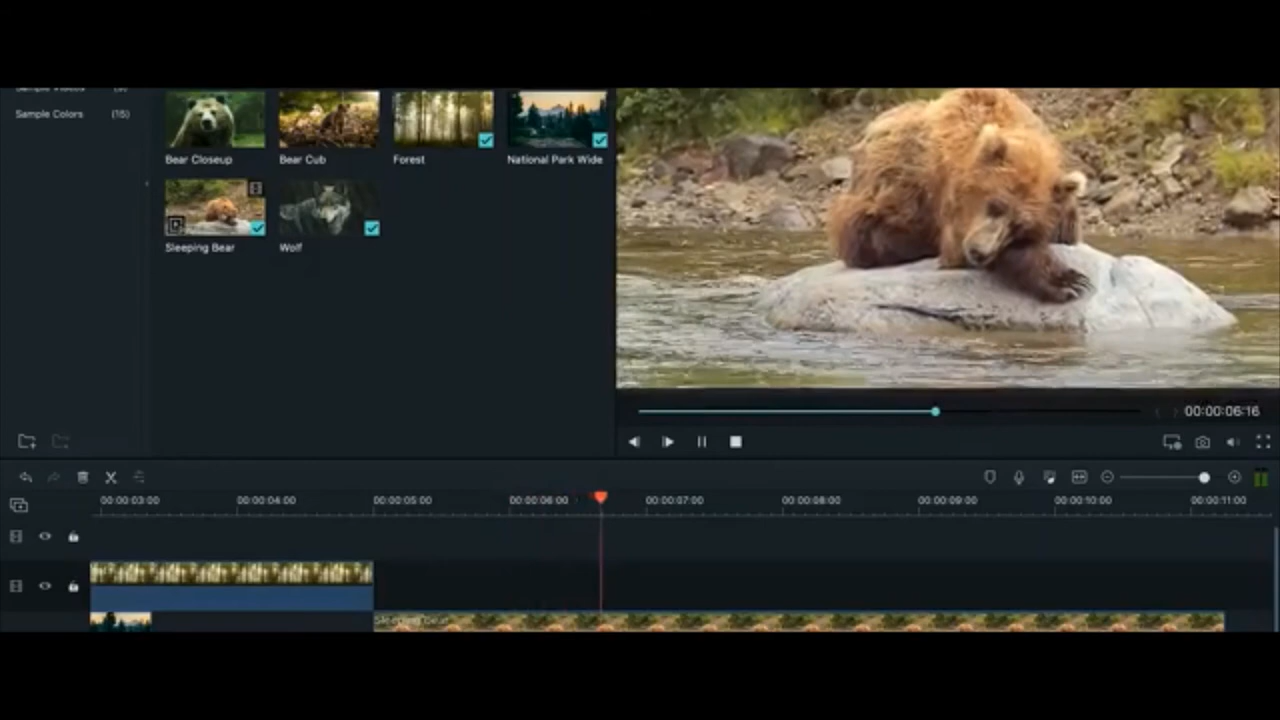 Sample Videos
Sample Colors (15)
Bear Closeup
Bear Cub
Forest
National Park Wide
Sleeping Bear
Wolf
00:00:06:16
00:00:03:00
00:00:04:00
00:00:05:00
00:00:06:00
00:00:07:00
00:00:08:00
00:00:09:00
00:00:10:00
00:00:11:00
Sleeping Bear